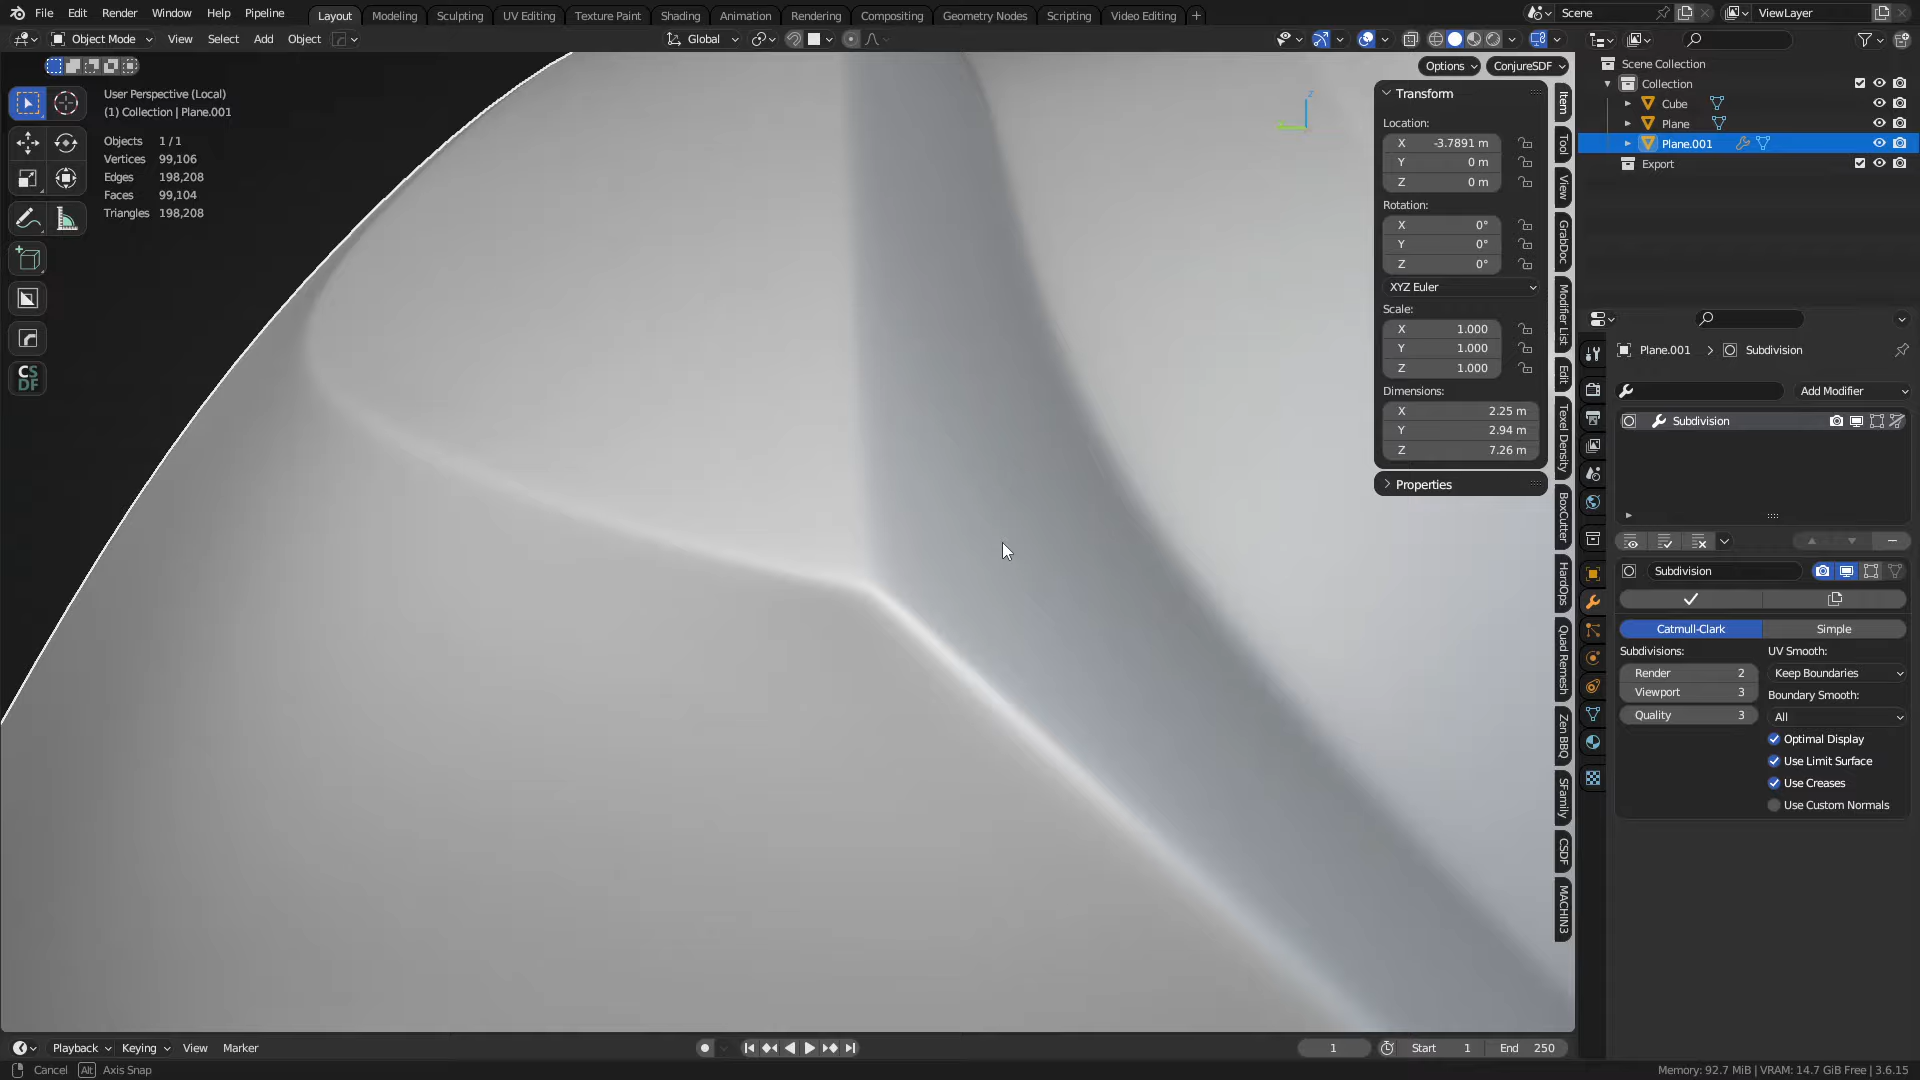 File Edit Render Window Help Pipeline Layout Modeling Sculpting UV Editing Texture Paint Shading Animation Rendering Compositing Geometry Nodes Scripting Video Editing + Scene ViewLayer
Object Mode View Select Add Object Global
Options ConjureSDF
User Perspective (Local)
(1) Collection | Plane.001
Objects 1 / 1
Vertices 99,106
Edges 198,208
Faces 99,104
Triangles 198,208
CS
DF
Z
Transform
Location:
X -3.7891 m
Y 0 m
Z 0 m
Rotation:
X 0°
Y 0°
Z 0°
XYZ Euler
Scale:
X 1.000
Y 1.000
Z 1.000
Dimensions:
X 2.25 m
Y 2.94 m
Z 7.26 m
Properties
Item
Tool
View
GrabDoc
Modifier List
Edit
Texel Density
BoxCutter
HardOps
Quad Remesh
Zen BBQ
SFamily
CSDF
MACHIN3
Scene Collection
Collection
Cube
Plane
Plane.001
Export
Plane.001 > Subdivision
Add Modifier
Subdivision
Subdivision
Catmull-Clark Simple
Subdivisions: UV Smooth:
Render 2 Keep Boundaries
Viewport 3 Boundary Smooth:
Quality 3 All
Optimal Display
Use Limit Surface
Use Creases
Use Custom Normals
Playback Keying View Marker 1 Start 1 End 250
Cancel Alt Axis Snap Memory: 92.7 MiB | VRAM: 14.7 GiB Free | 3.6.15